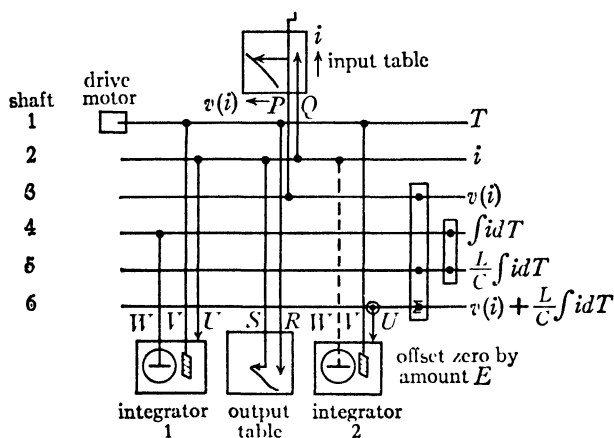 i
input table
drive
motor
v(i) P Q
shaft
1 T
2 i
3 v(i)
4 ∫idT
5 L/C ∫idT
6 v(i) + L/C ∫idT
W V U S R W V U
offset zero by
amount E
integrator
1
output
table
integrator
2